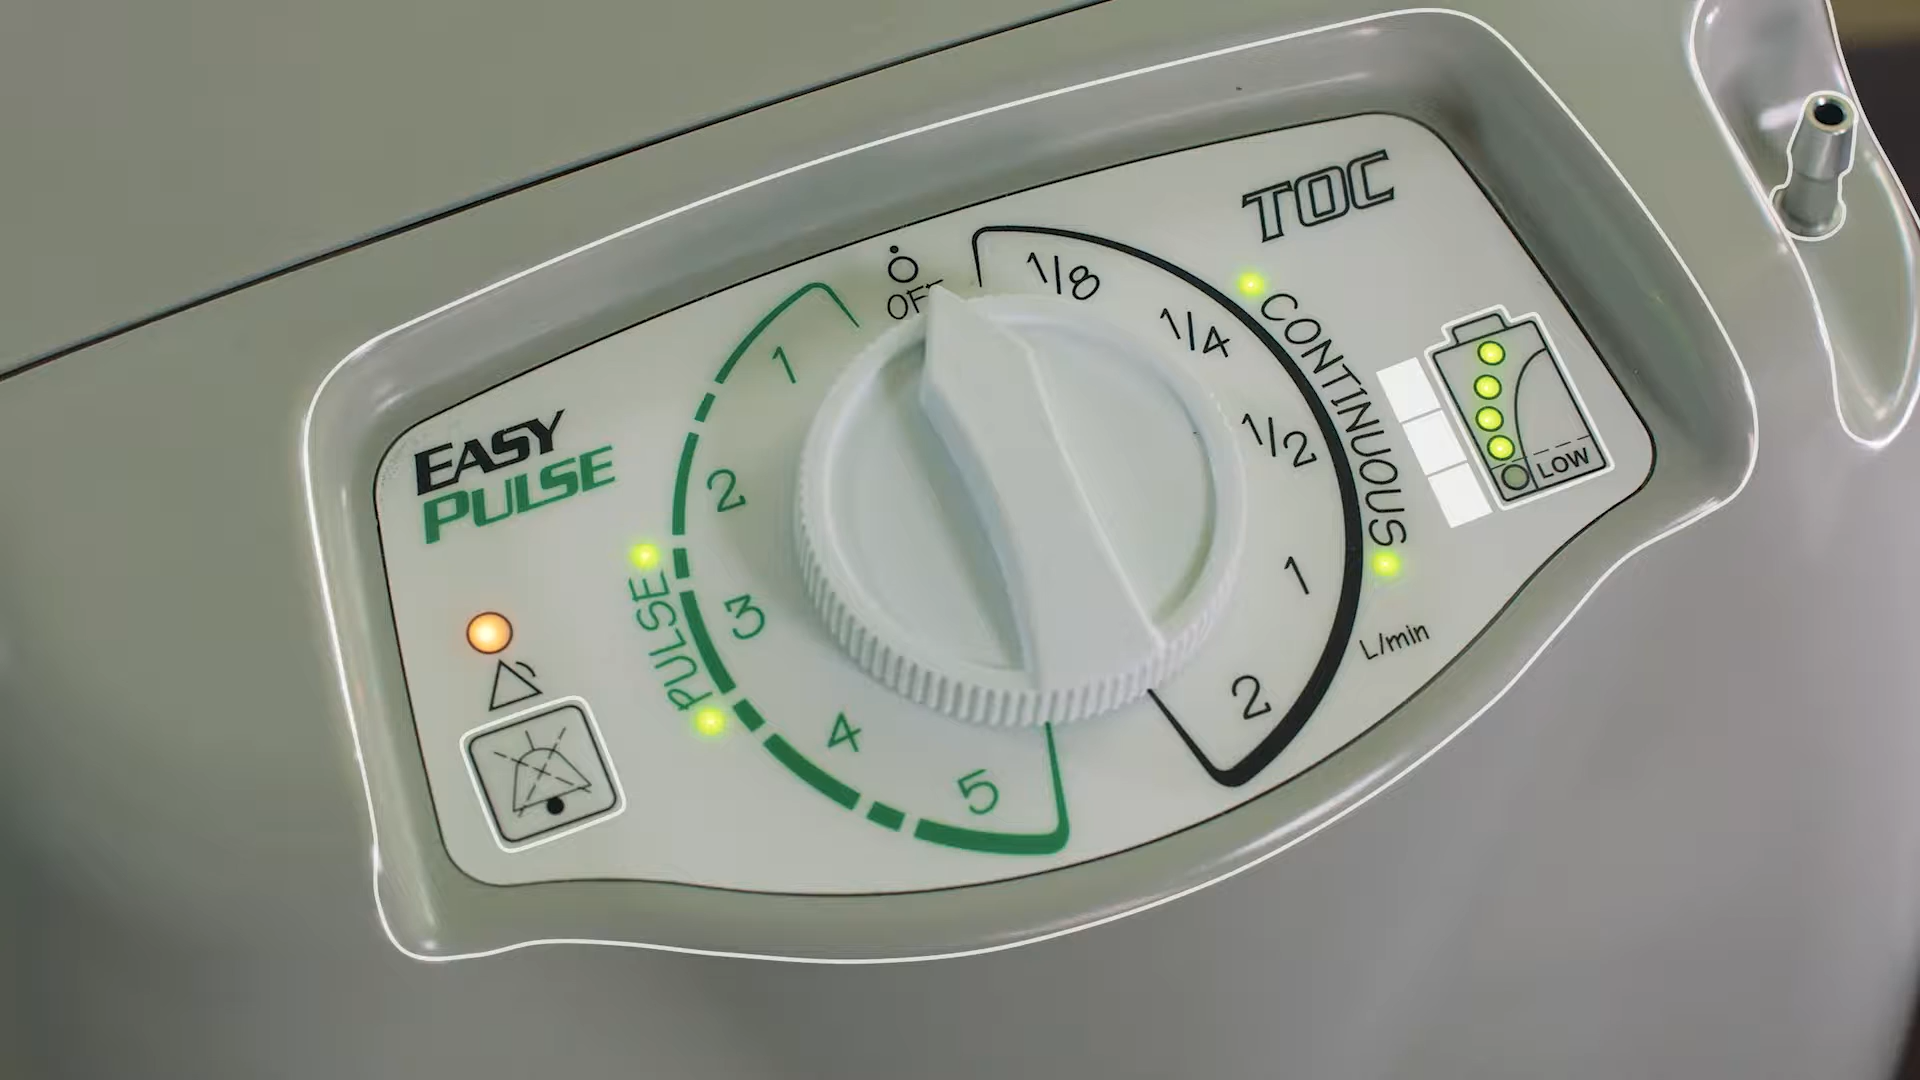 TOC
OFF
1/8
1/4
1/2
1
2
CONTINUOUS
L/min
LOW
EASY
PULSE
1
2
3
4
5
PULSE